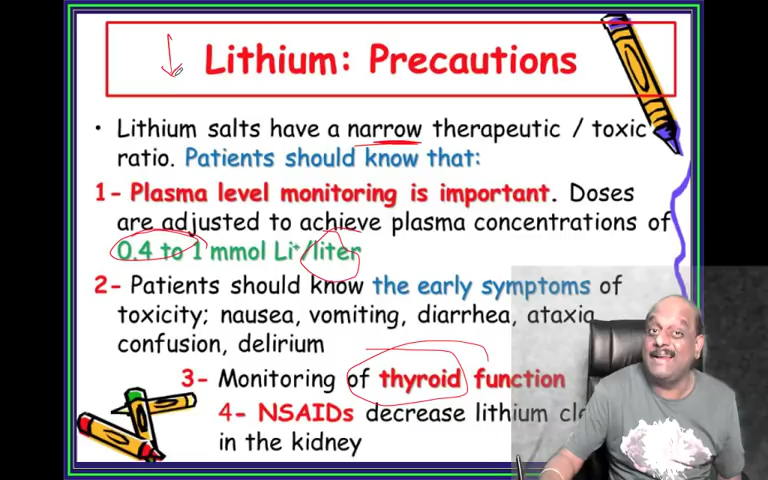 Lithium: Precautions
• Lithium salts have a narrow therapeutic / toxic
ratio. Patients should know that:
1- Plasma level monitoring is important. Doses
are adjusted to achieve plasma concentrations of
0.4 to 1 mmol Li+/liter
2- Patients should know the early symptoms of
toxicity; nausea, vomiting, diarrhea, ataxia
confusion, delirium
3- Monitoring of thyroid function
4- NSAIDs decrease lithium
in the kidney